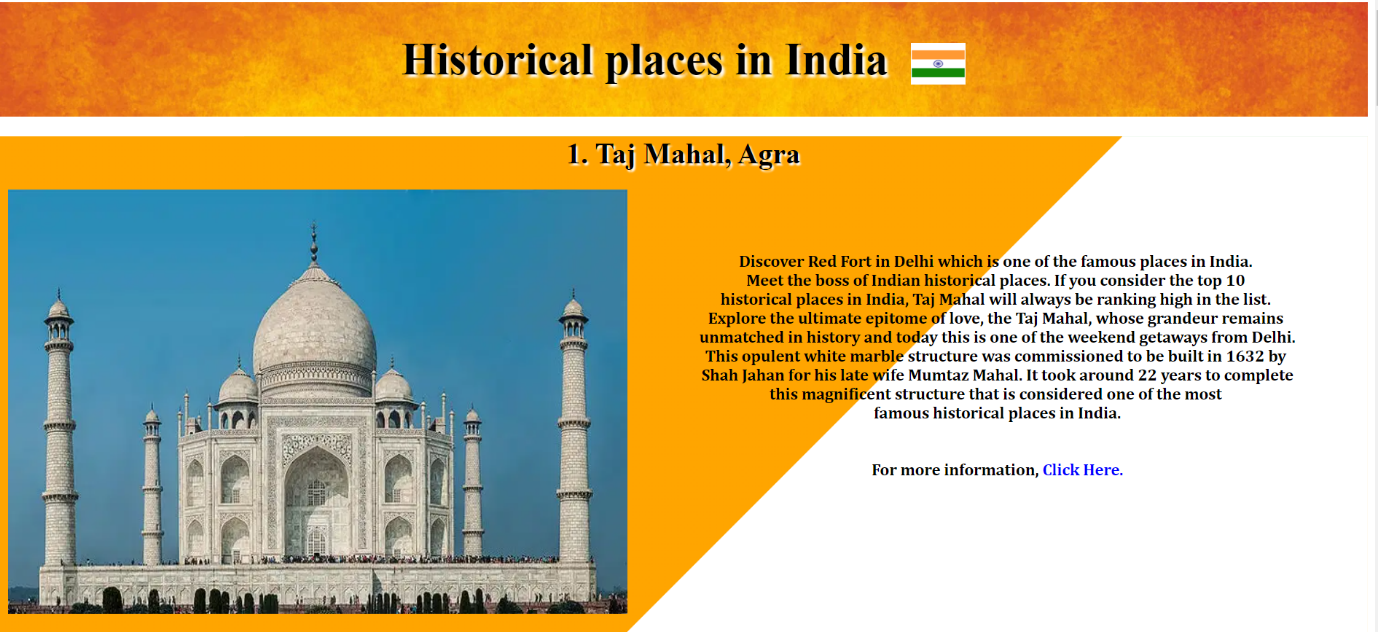 Historical places in India
1. Taj Mahal, Agra
Discover Red Fort in Delhi which is one of the famous places in India.
Meet the boss of Indian historical places. If you consider the top 10
historical places in India, Taj Mahal will always be ranking high in the list.
Explore the ultimate epitome of love, the Taj Mahal, whose grandeur remains
unmatched in history and today this is one of the weekend getaways from Delhi.
This opulent white marble structure was commissioned to be built in 1632 by
Shah Jahan for his late wife Mumtaz Mahal. It took around 22 years to complete
this magnificent structure that is considered one of the most
famous historical places in India.
For more information, Click Here.